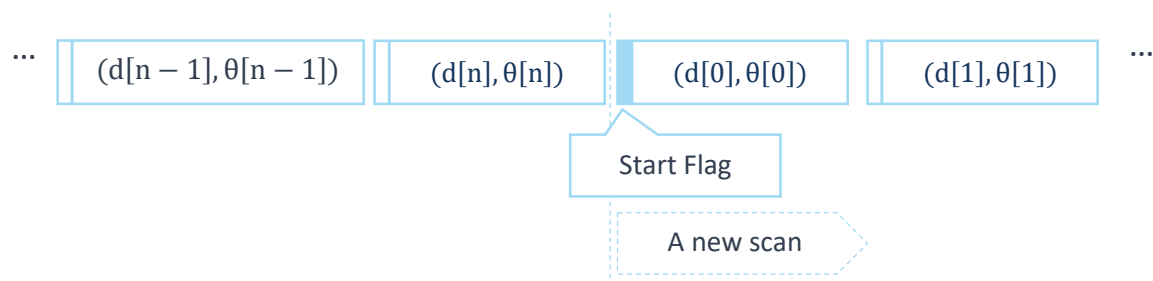 ... (d[n − 1], θ[n − 1]) (d[n], θ[n]) (d[0], θ[0]) (d[1], θ[1]) ...
Start Flag
A new scan